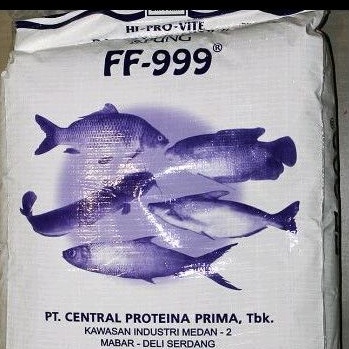 HI-PRO-VITE
FF-999®
PT. CENTRAL PROTEINA PRIMA, Tbk.
KAWASAN INDUSTRI MEDAN - 2
MABAR - DELI SERDANG